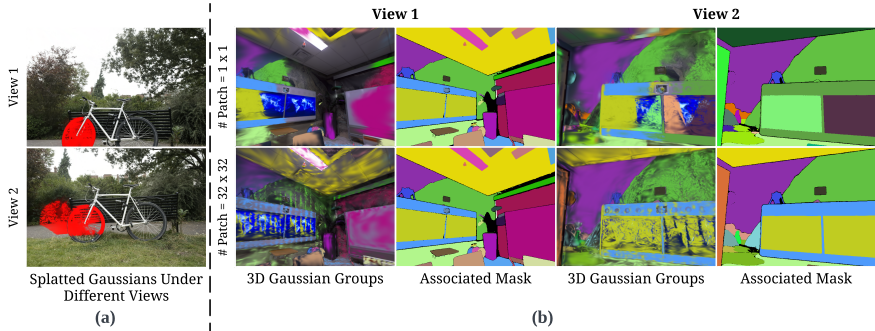 View 1
View 2
Splatted Gaussians Under
Different Views
(a)
View 1
View 2
# Patch = 1 x 1
# Patch = 32 x 32
3D Gaussian Groups
Associated Mask
3D Gaussian Groups
Associated Mask
(b)